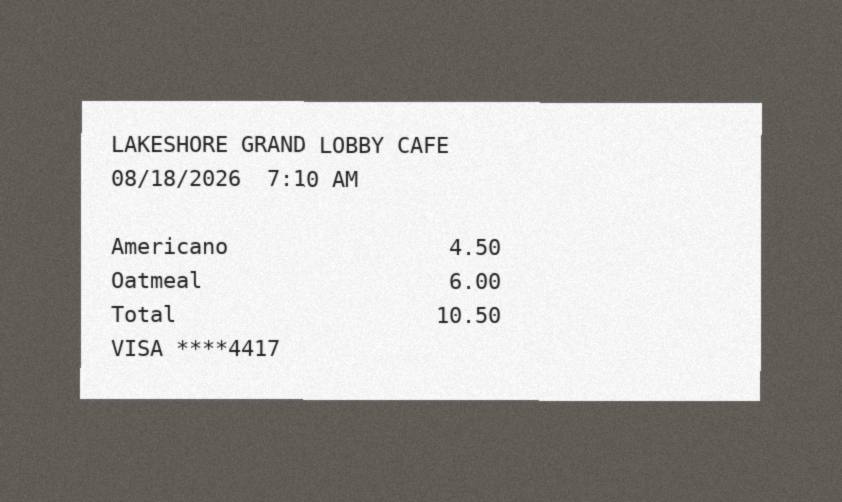 LAKESHORE GRAND LOBBY CAFE
08/18/2026  7:10 AM
Americano 4.50
Oatmeal 6.00
Total 10.50
VISA ****4417